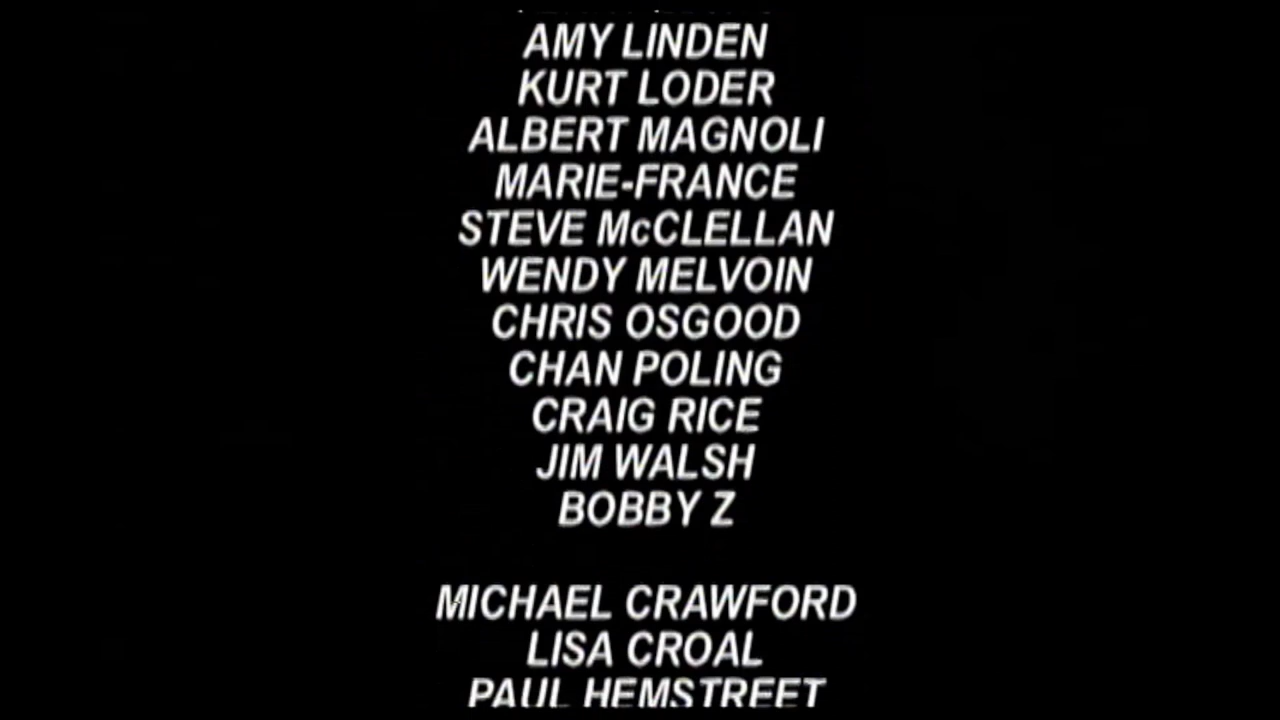 AMY LINDEN
KURT LODER
ALBERT MAGNOLI
MARIE-FRANCE
STEVE McCLELLAN
WENDY MELVOIN
CHRIS OSGOOD
CHAN POLING
CRAIG RICE
JIM WALSH
BOBBY Z
MICHAEL CRAWFORD
LISA CROAL
PAUL HEMSTREET